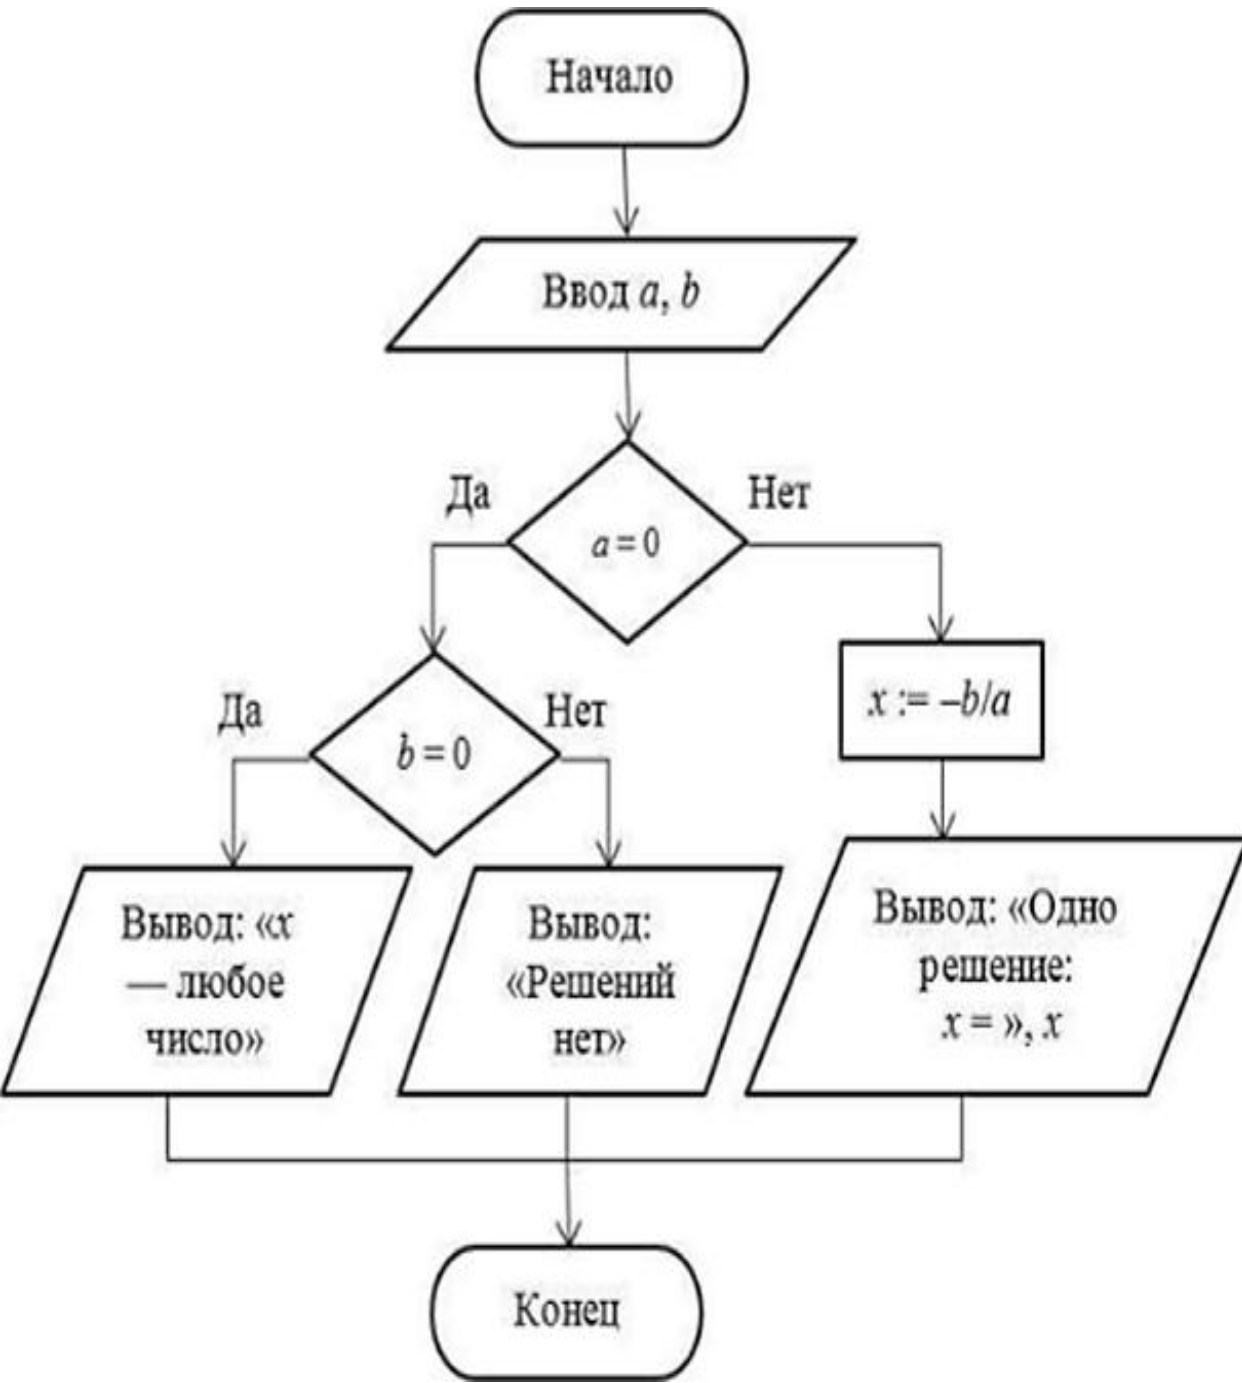 Начало
Ввод a, b
Да
Нет
a = 0
Да
Нет
b = 0
x := –b/a
Вывод: «x
— любое
число»
Вывод:
«Решений
нет»
Вывод: «Одно
решение:
x = », x
Конец